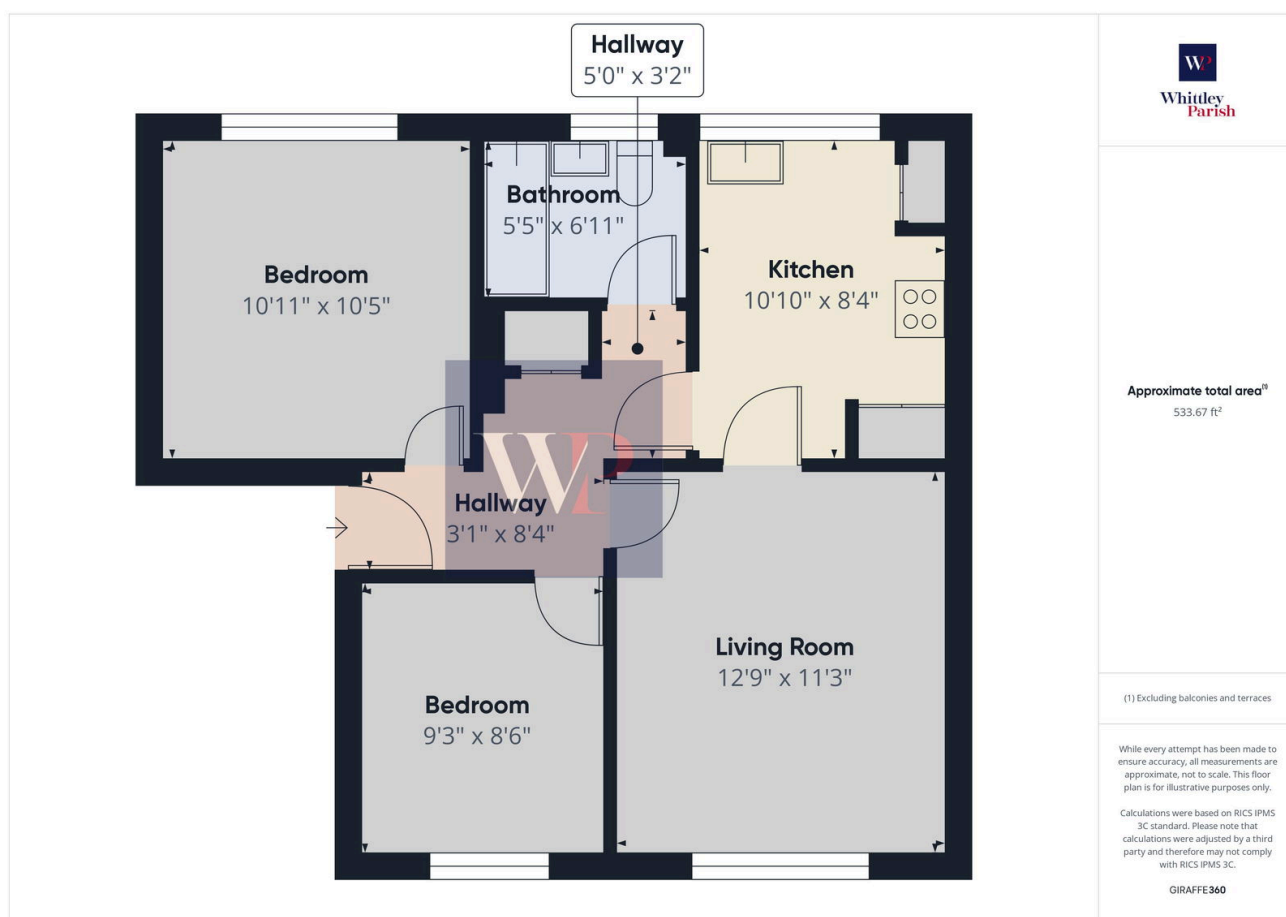 Hallway
5'0" x 3'2"
Bathroom
5'5" x 6'11"
Bedroom
10'11" x 10'5"
Kitchen
10'10" x 8'4"
WP
Hallway
3'1" x 8'4"
Living Room
12'9" x 11'3"
Bedroom
9'3" x 8'6"
WP
Whittley
Parish
Approximate total area⁽¹⁾
533.67 ft²
(1) Excluding balconies and terraces
While every attempt has been made to
ensure accuracy, all measurements are
approximate, not to scale. This floor
plan is for illustrative purposes only.
Calculations were based on RICS IPMS
3C standard. Please note that
calculations were adjusted by a third
party and therefore may not comply
with RICS IPMS 3C.
GIRAFFE360